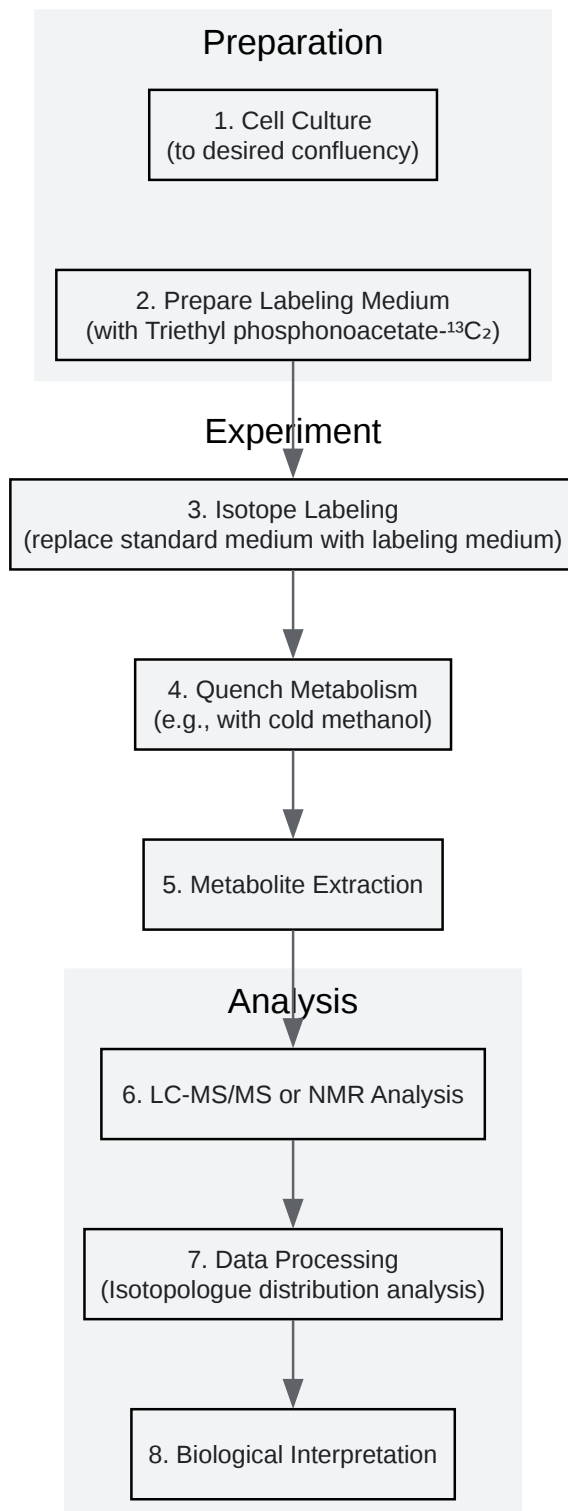 Preparation
1. Cell Culture
(to desired confluency)
2. Prepare Labeling Medium
(with Triethyl phosphonoacetate-¹³C₂)
Experiment
3. Isotope Labeling
(replace standard medium with labeling medium)
4. Quench Metabolism
(e.g., with cold methanol)
5. Metabolite Extraction
Analysis
6. LC-MS/MS or NMR Analysis
7. Data Processing
(Isotopologue distribution analysis)
8. Biological Interpretation